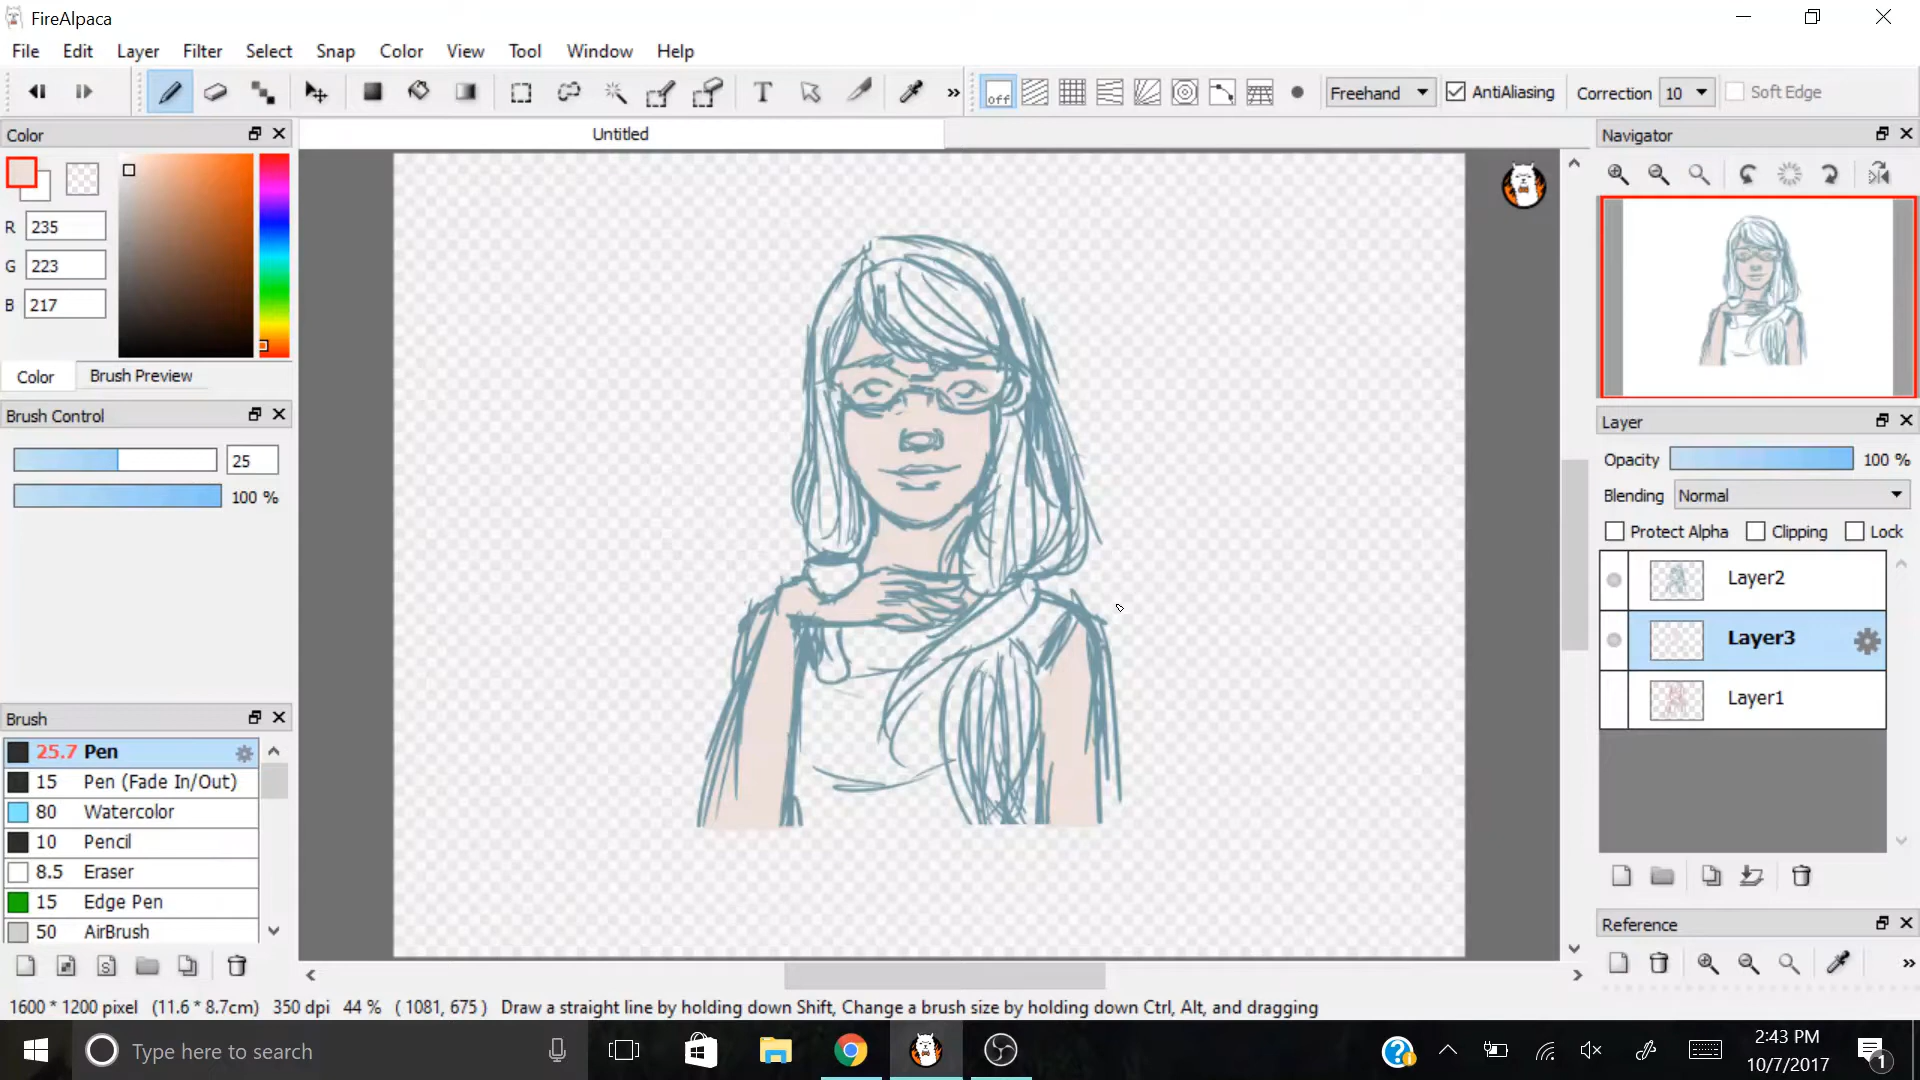 FireAlpaca
File Edit Layer Filter Select Snap Color View Tool Window Help
off Freehand AntiAliasing Correction 10 Soft Edge
Color
Untitled
Navigator
R 235
G 223
B 217
Color Brush Preview
Brush Control
25
100 %
Layer
Opacity 100 %
Blending Normal
Protect Alpha Clipping Lock
Layer2
Layer3
Layer1
Brush
25.7 Pen
15 Pen (Fade In/Out)
80 Watercolor
10 Pencil
8.5 Eraser
15 Edge Pen
50 AirBrush
Reference
1600 * 1200 pixel (11.6 * 8.7cm) 350 dpi 44 % ( 1081, 675 ) Draw a straight line by holding down Shift, Change a brush size by holding down Ctrl, Alt, and dragging
Type here to search
2:43 PM
10/7/2017
1